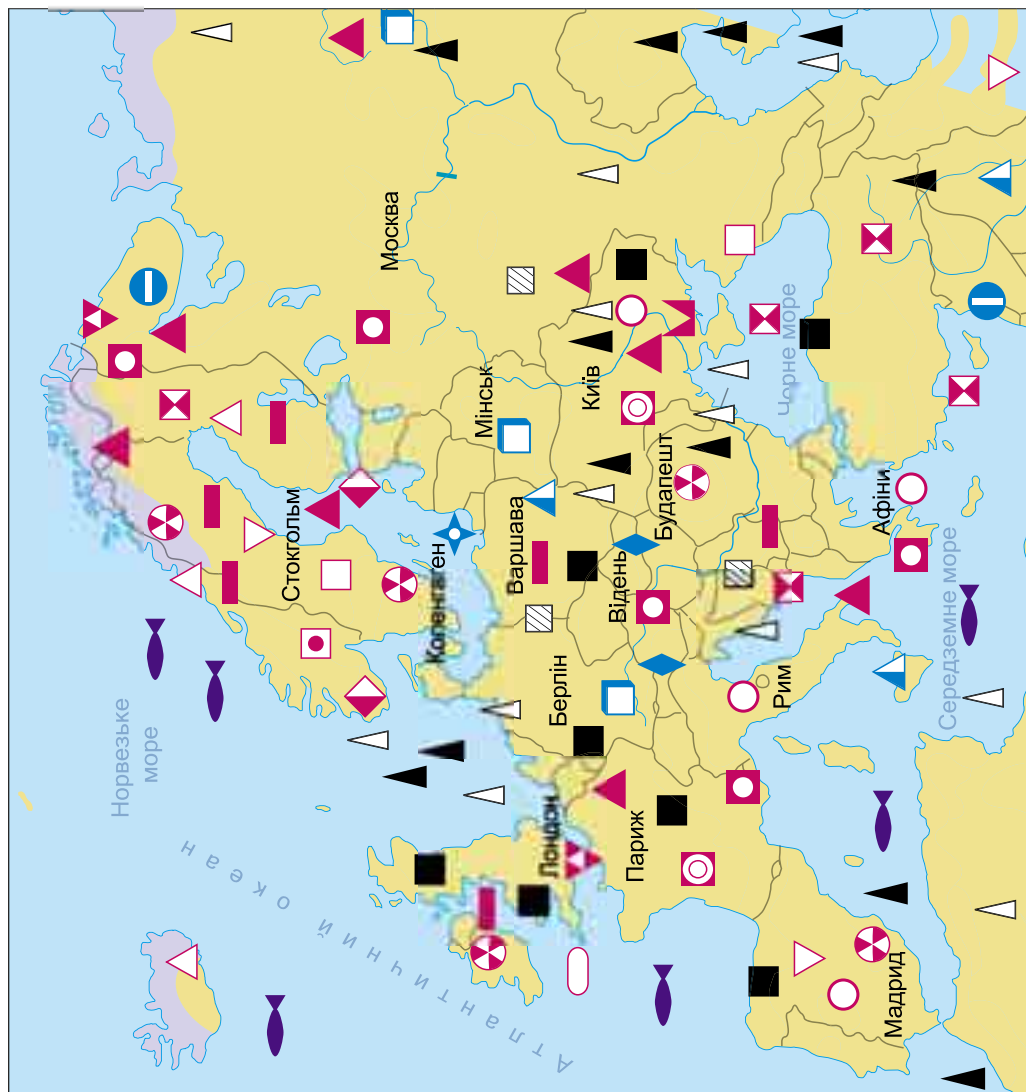 Норвезьке
море
Атлантичний океан
Стокгольм
Москва
Копенгаген
Мінськ
Лондон
Берлін
Варшава
Київ
Париж
Відень
Будапешт
Чорне море
Рим
Мадрид
Афіни
Середземне море